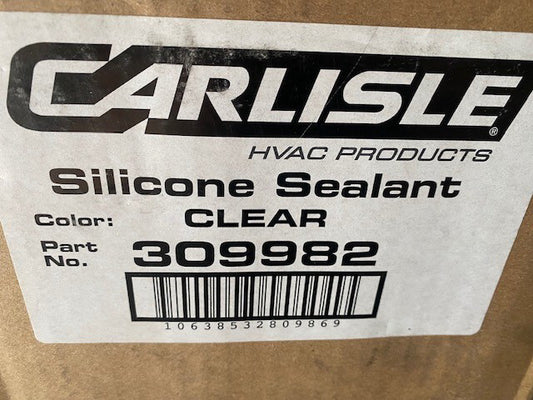 CARLISLE®
HVAC PRODUCTS
Silicone Sealant
Color: CLEAR
Part No. 309982
10638532809869